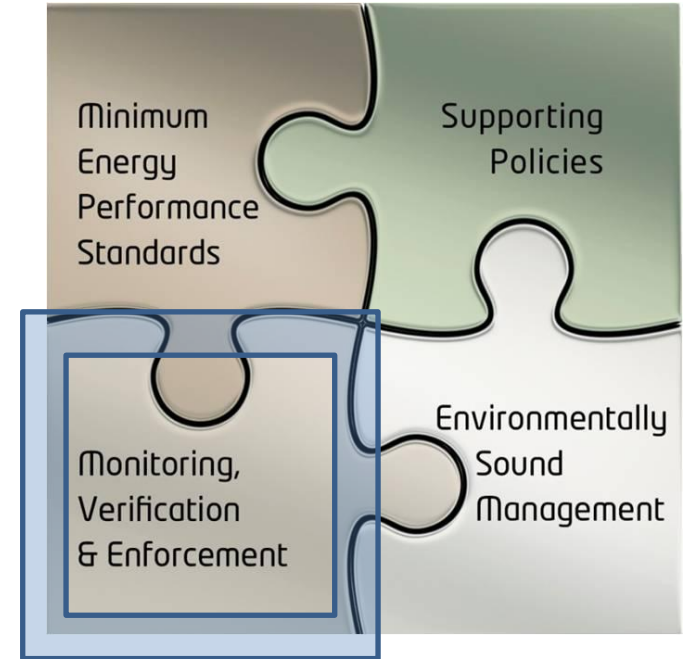 Minimum
Energy
Performance
Standards
Supporting
Policies
Monitoring,
Verification
& Enforcement
Environmentally
Sound
Management